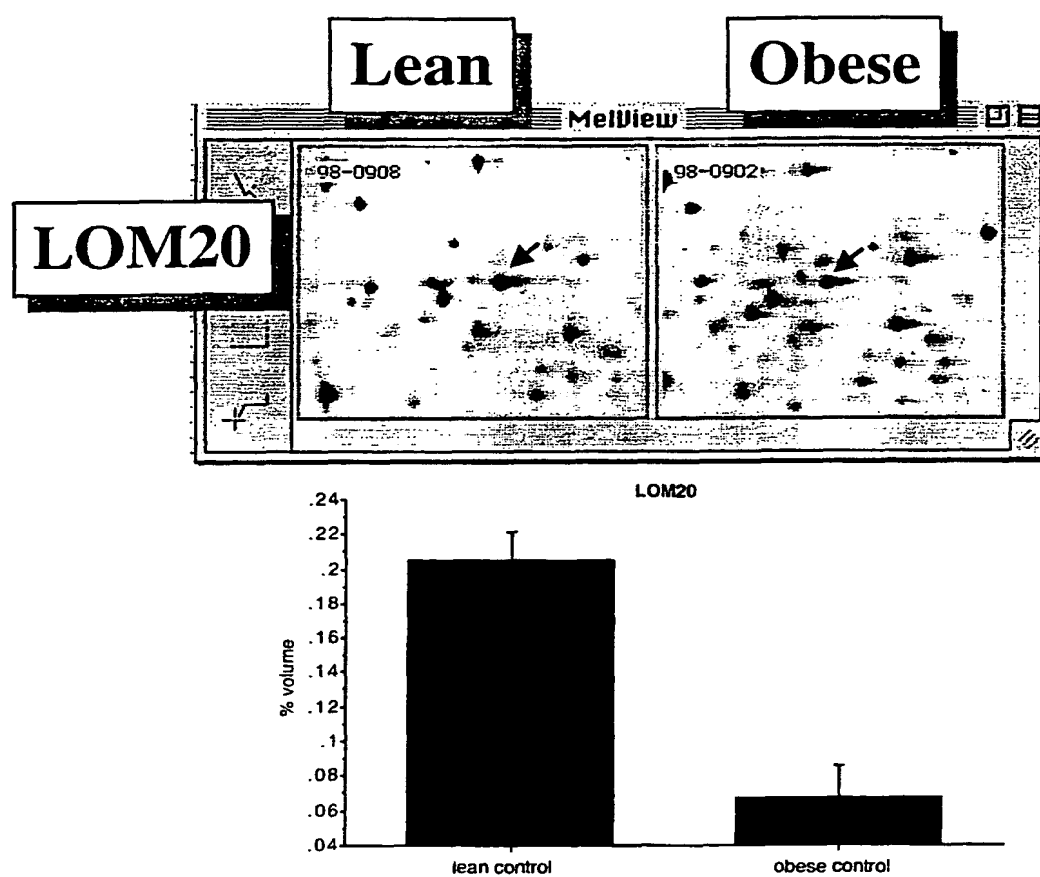 Lean
Obese
MelView
98-0908
98-0902
LOM20
LOM20
.24
.22
.2
.18
.16
.14
.12
.1
.08
.06
.04
% volume
lean control
obese control